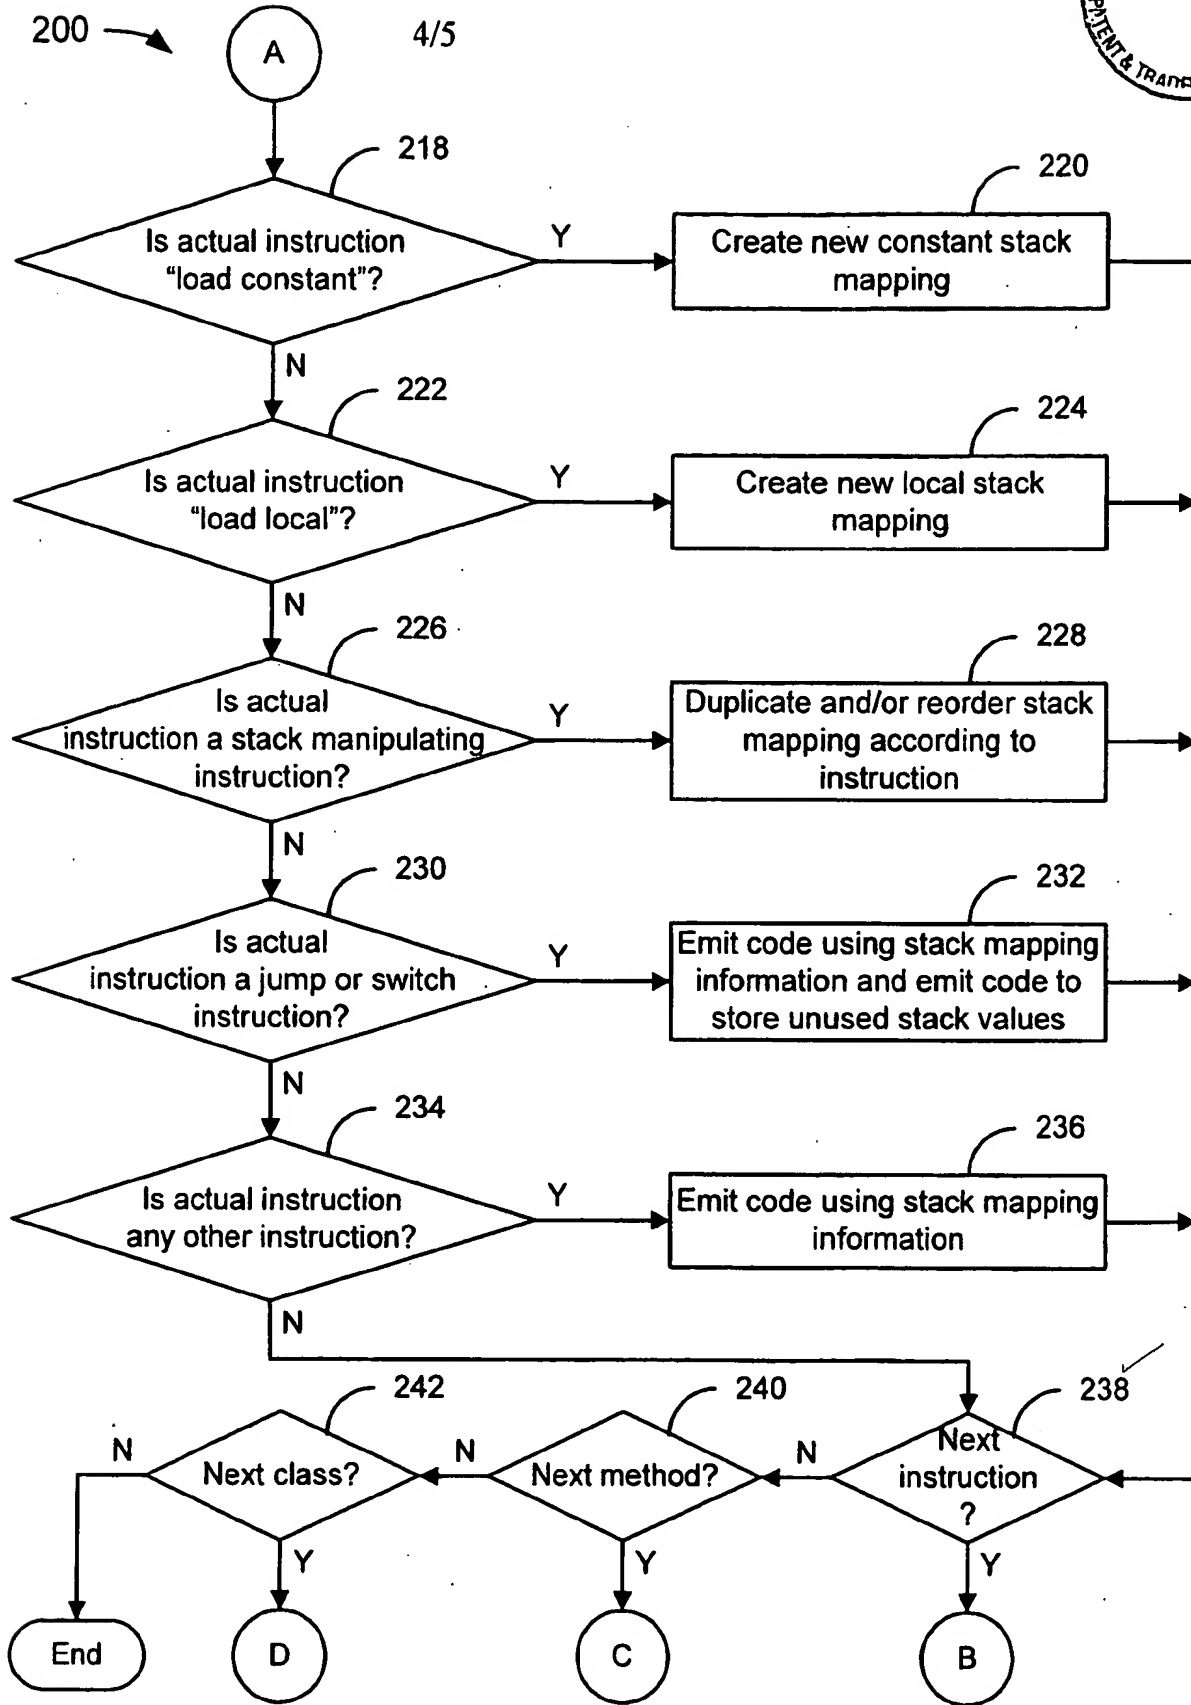 200
A
4/5
PATENT &
218
220
Is actual instruction
“load constant”?
Y
Create new constant stack
mapping
N
222
224
Is actual instruction
“load local”?
Y
Create new local stack
mapping
N
226
228
Is actual
instruction a stack manipulating
instruction?
Y
Duplicate and/or reorder stack
mapping according to
instruction
N
230
232
Is actual
instruction a jump or switch
instruction?
Y
Emit code using stack mapping
information and emit code to
store unused stack values
N
234
236
Is actual instruction
any other instruction?
Y
Emit code using stack mapping
information
N
242
240
238
N
Next class?
N
Next method?
N
Next
instruction
?
Y
Y
Y
End
D
C
B